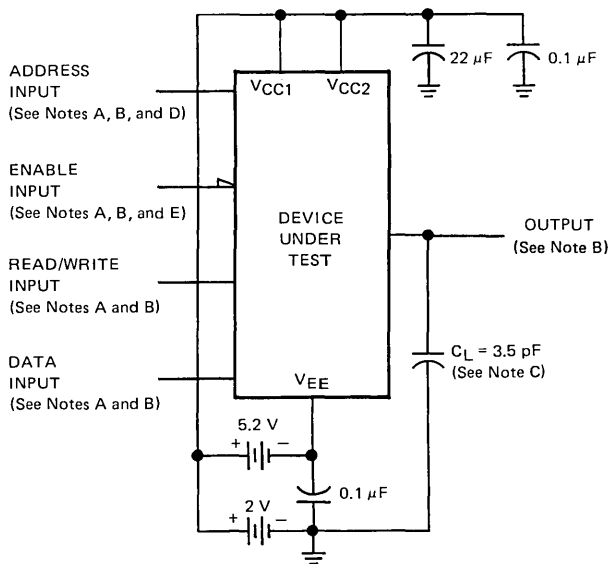 22 μF
0.1 μF
ADDRESS
INPUT
(See Notes A, B, and D)
VCC1
VCC2
ENABLE
INPUT
(See Notes A, B, and E)
DEVICE
UNDER
TEST
OUTPUT
(See Note B)
READ/WRITE
INPUT
(See Notes A and B)
CL = 3.5 pF
(See Note C)
DATA
INPUT
(See Notes A and B)
VEE
5.2 V
+ −
0.1 μF
2 V
+ −